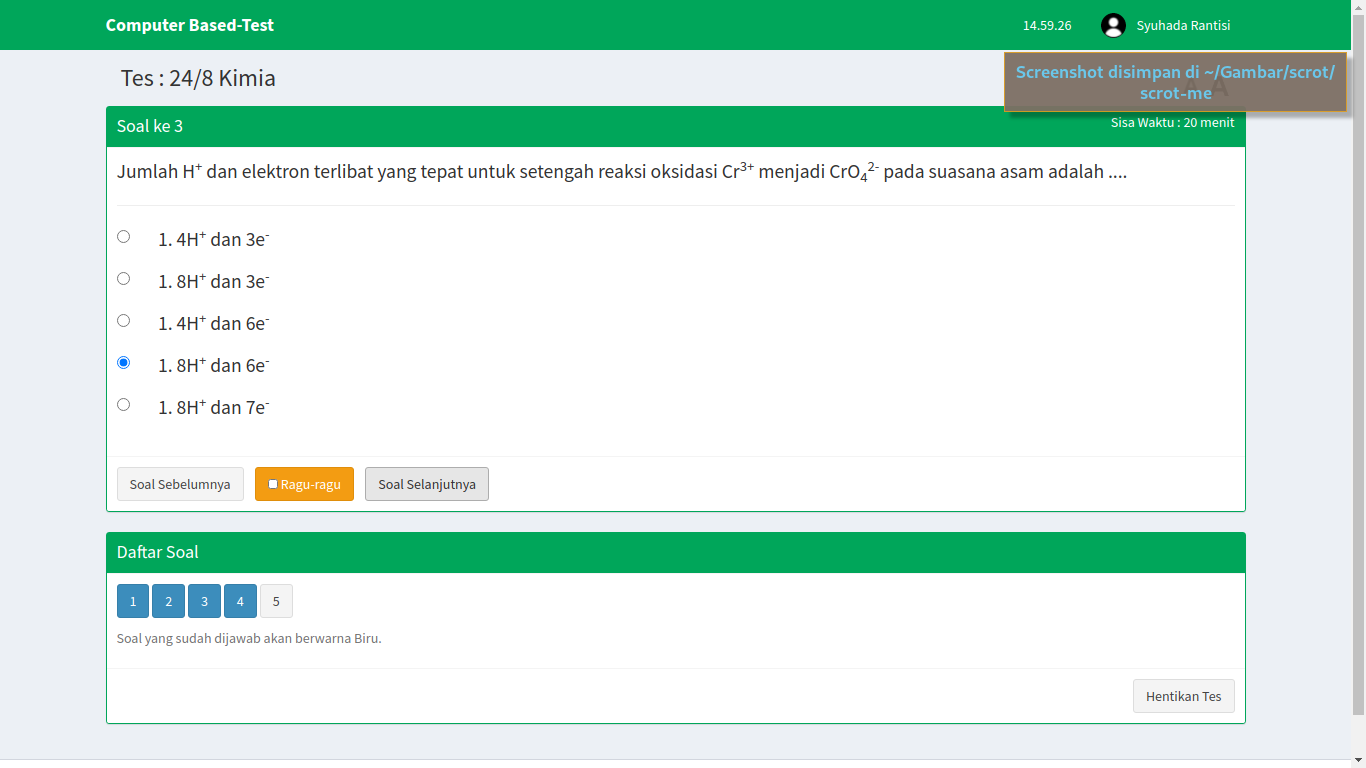 Computer Based-Test
14.59.26
Syuhada Rantisi
Tes : 24/8 Kimia
Screenshot disimpan di ~/Gambar/scrot/
scrot-me
Soal ke 3
Sisa Waktu : 20 menit
Jumlah H⁺ dan elektron terlibat yang tepat untuk setengah reaksi oksidasi Cr³⁺ menjadi CrO₄²⁻ pada suasana asam adalah ....
1. 4H⁺ dan 3e⁻
1. 8H⁺ dan 3e⁻
1. 4H⁺ dan 6e⁻
1. 8H⁺ dan 6e⁻
1. 8H⁺ dan 7e⁻
Soal Sebelumnya
Ragu-ragu
Soal Selanjutnya
Daftar Soal
1 2 3 4 5
Soal yang sudah dijawab akan berwarna Biru.
Hentikan Tes